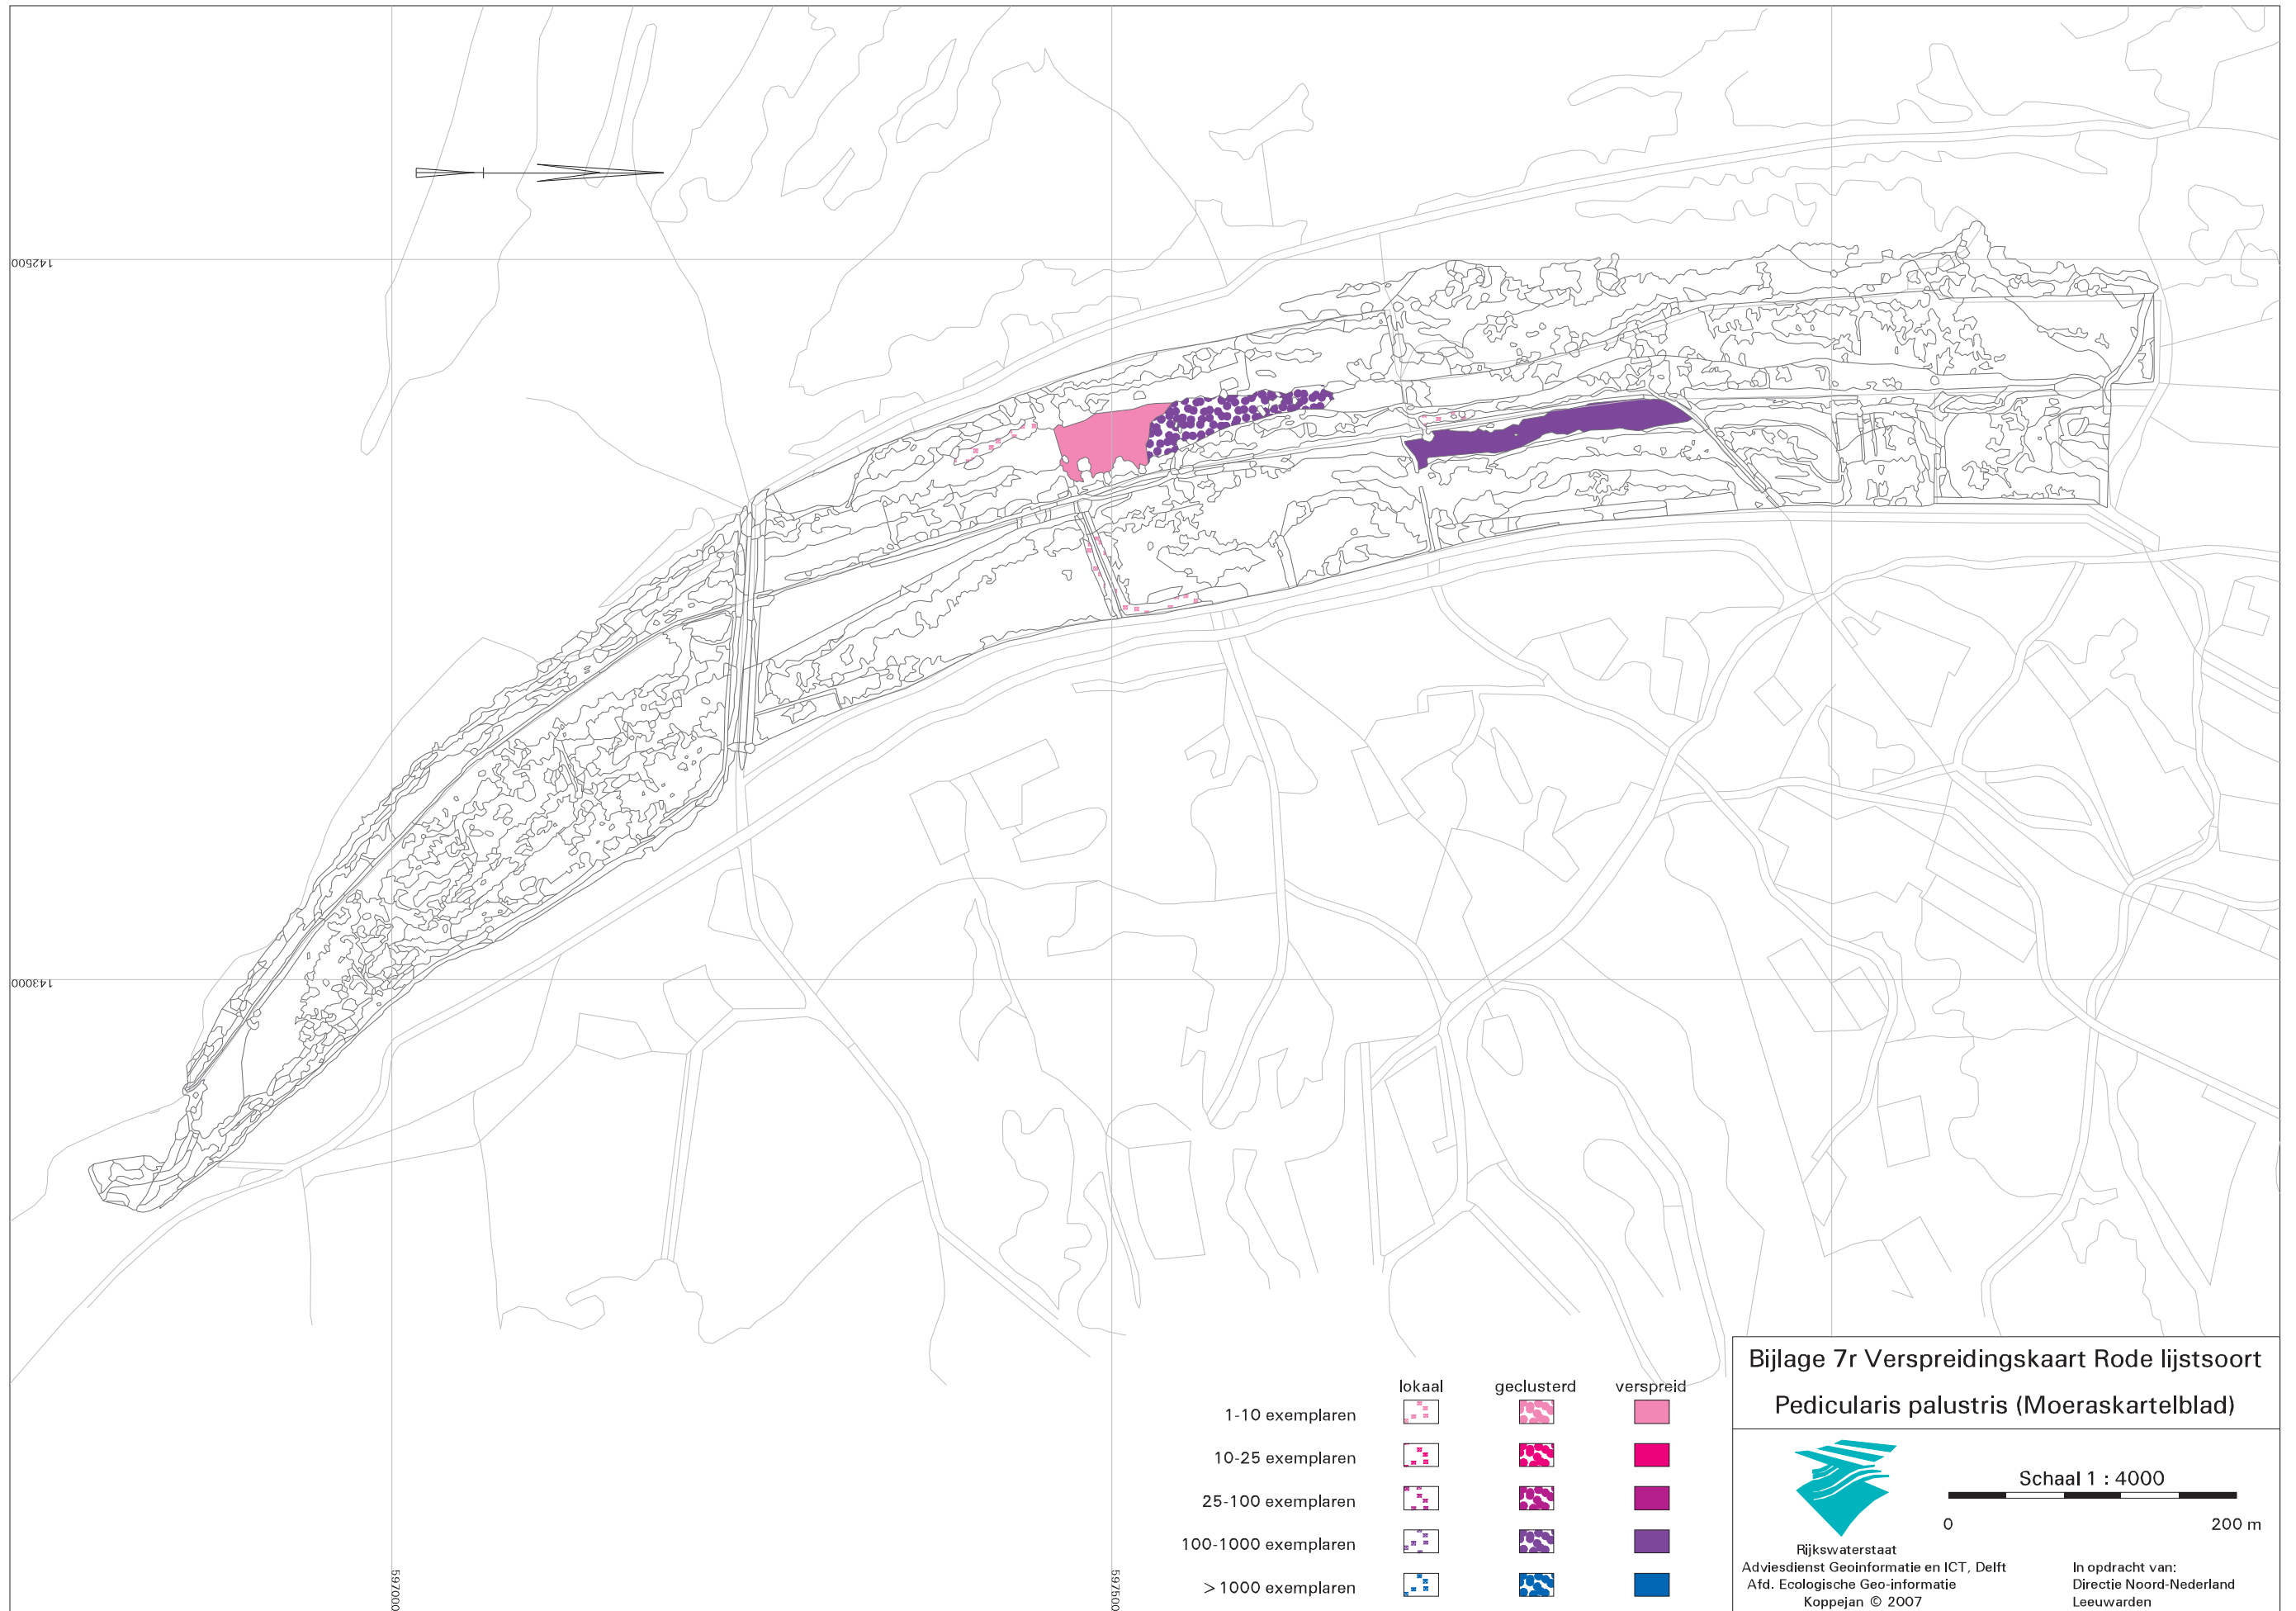 142500
143000
597000
597500
lokaal geclusterd verspreid
1-10 exemplaren
10-25 exemplaren
25-100 exemplaren
100-1000 exemplaren
> 1000 exemplaren
Bijlage 7r Verspreidingskaart Rode lijstsoort
Pedicularis palustris (Moeraskartelblad)
Schaal 1 : 4000
0 200 m
Rijkswaterstaat
Adviesdienst Geoinformatie en ICT, Delft
Afd. Ecologische Geo-informatie
Koppejan © 2007
In opdracht van:
Directie Noord-Nederland
Leeuwarden